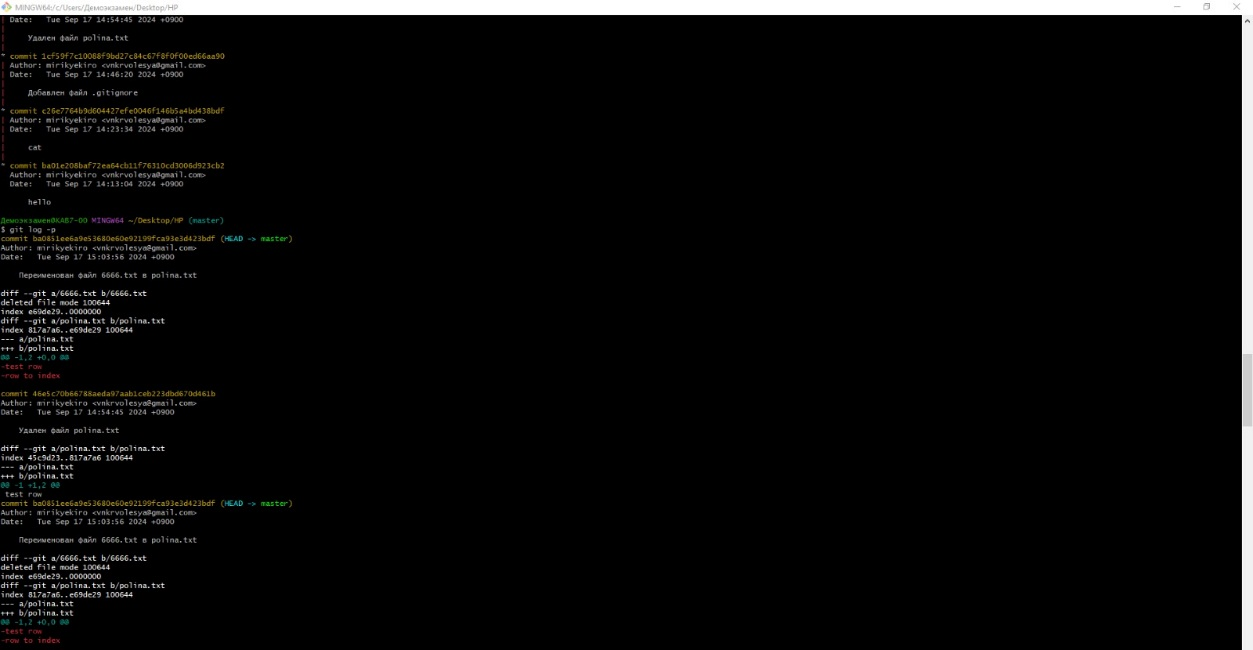 MINGW64:/c/Users/Демоэкзамен/Desktop/HP
| Date:   Tue Sep 17 14:54:45 2024 +0900
|
|     Удален файл polina.txt
|
* commit 1cf59f7c10088f9bd27c84c67f8f0f00ed66aa90
| Author: mirikyekiro <vnkrvolesya@gmail.com>
| Date:   Tue Sep 17 14:46:20 2024 +0900
|
|     Добавлен файл .gitignore
|
* commit c26e7764b9d604427efe0046f146b5a4bd438bdf
| Author: mirikyekiro <vnkrvolesya@gmail.com>
| Date:   Tue Sep 17 14:23:34 2024 +0900
|
|     cat
|
* commit ba01e208baf72ea64cb11f76310cd3006d923cb2
  Author: mirikyekiro <vnkrvolesya@gmail.com>
  Date:   Tue Sep 17 14:13:04 2024 +0900
      hello
Демоэкзамен@КАВ7-00 MINGW64 ~/Desktop/HP (master)
$ git log -p
commit ba0851ee6a9e53680e60e92199fca93e3d423bdf (HEAD -> master)
Author: mirikyekiro <vnkrvolesya@gmail.com>
Date:   Tue Sep 17 15:03:56 2024 +0900
    Переименован файл 6666.txt в polina.txt
diff --git a/6666.txt b/6666.txt
deleted file mode 100644
index e69de29..0000000
diff --git a/polina.txt b/polina.txt
index 817a7a6..e69de29 100644
--- a/polina.txt
+++ b/polina.txt
@@ -1,2 +0,0 @@
-test row
-row to index
commit 46e5c70b66788aeda97aab1ceb223dbd670d461b
Author: mirikyekiro <vnkrvolesya@gmail.com>
Date:   Tue Sep 17 14:54:45 2024 +0900
    Удален файл polina.txt
diff --git a/polina.txt b/polina.txt
index 45c9d23..817a7a6 100644
--- a/polina.txt
+++ b/polina.txt
@@ -1 +1,2 @@
 test row
commit ba0851ee6a9e53680e60e92199fca93e3d423bdf (HEAD -> master)
Author: mirikyekiro <vnkrvolesya@gmail.com>
Date:   Tue Sep 17 15:03:56 2024 +0900
    Переименован файл 6666.txt в polina.txt
diff --git a/6666.txt b/6666.txt
deleted file mode 100644
index e69de29..0000000
diff --git a/polina.txt b/polina.txt
index 817a7a6..e69de29 100644
--- a/polina.txt
+++ b/polina.txt
@@ -1,2 +0,0 @@
-test row
-row to index